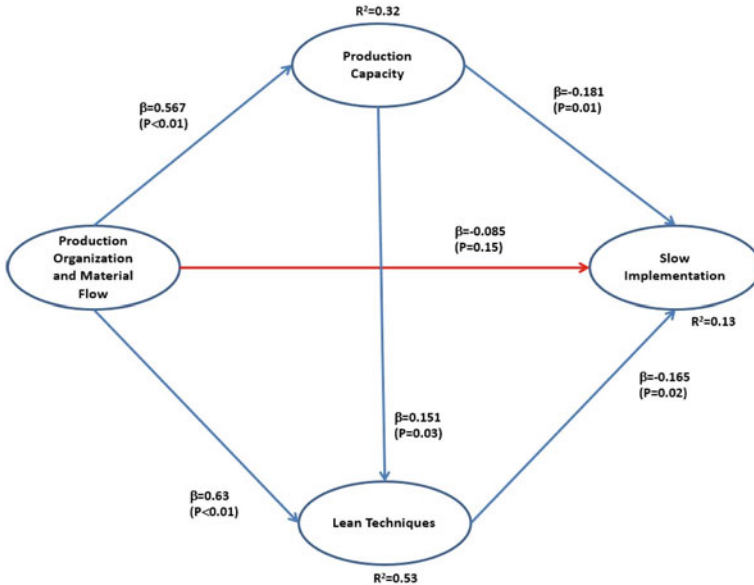 R²=0.32
Production
Capacity
β=0.567
(P<0.01)
β=-0.181
(P=0.01)
Production
Organization
and Material
Flow
β=-0.085
(P=0.15)
Slow
Implementation
R²=0.13
β=-0.165
(P=0.02)
β=0.151
(P=0.03)
β=0.63
(P<0.01)
Lean Techniques
R²=0.53